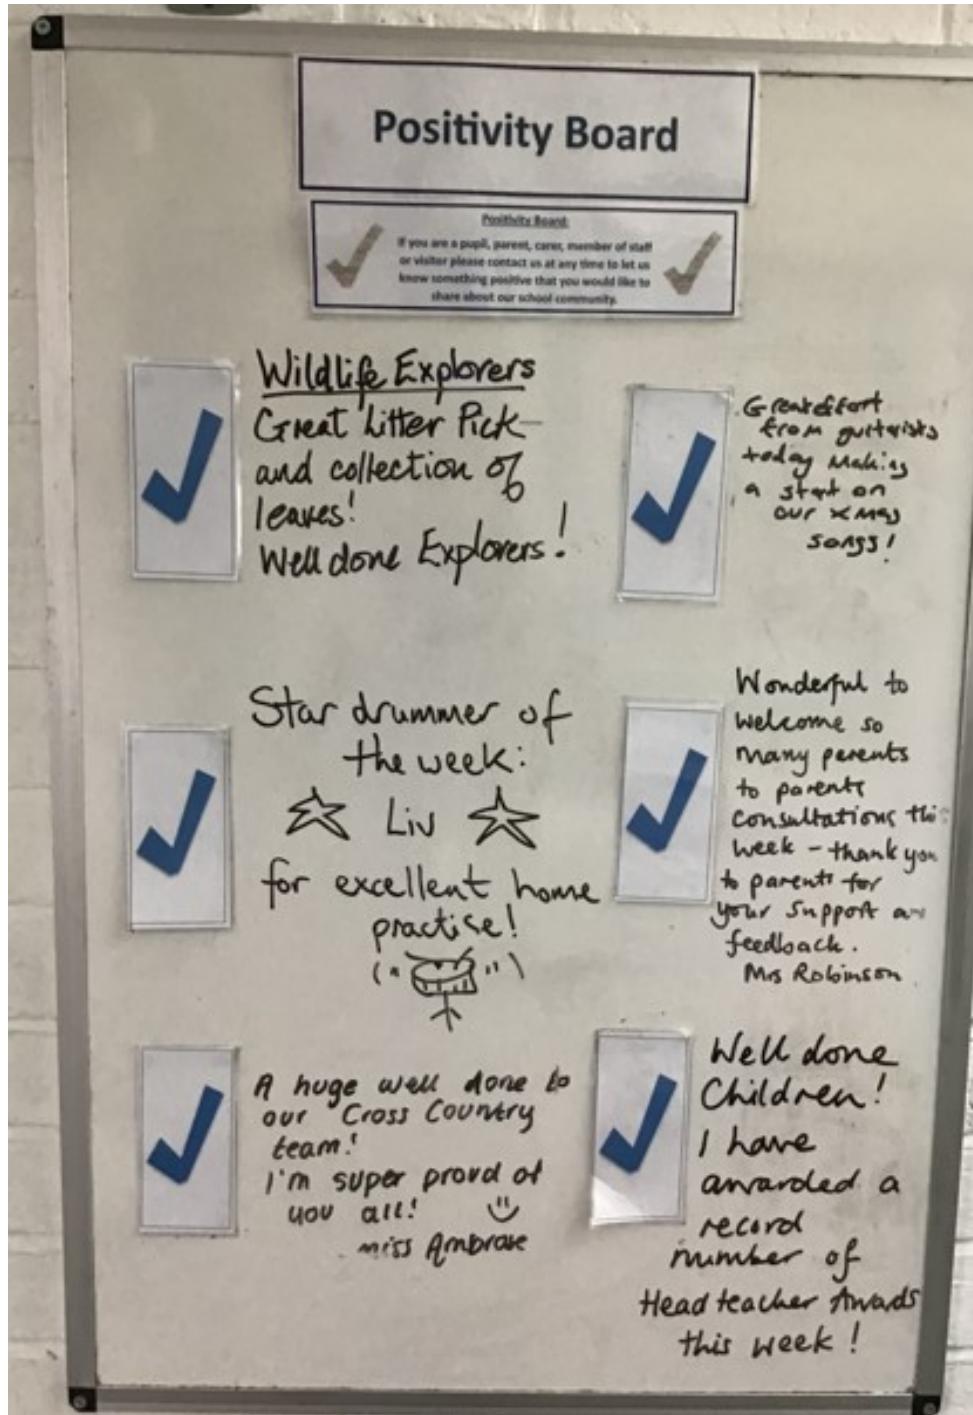 Positivity Board
Positivity Board:
If you are a pupil, parent, carer, member of staff
or visitor please contact us at any time to let us
know something positive that you would like to
share about our school community.
Wildlife Explorers
Great Litter Pick
and collection of
leaves!
Well done Explorers!
Great effort
from guitarists
today making
a start on
our xmas
songs!
Star drummer of
the week:
Liv
for excellent home
practise!
Wonderful to
welcome so
many parents
to parents
consultations this
week - thank you
to parents for
your support an
feedback.
Mrs Robinson
A huge well done to
our Cross Country
team!
I'm super proud of
you all!
miss Ambrose
Well done
Children!
I have
awarded a
record
number of
Headteacher Awards
this week!